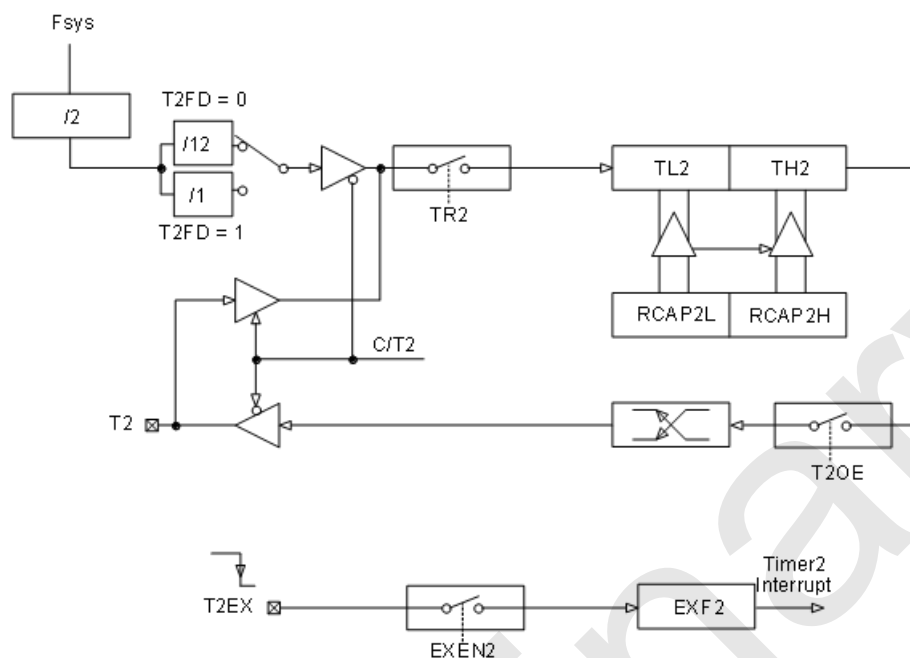 Fsys
/2
T2FD = 0
/12
/1
T2FD = 1
TR2
TL2
TH2
RCAP2L
RCAP2H
C/T2
T2
T2OE
T2EX
EXEN2
EXF2
Timer2
Interrupt